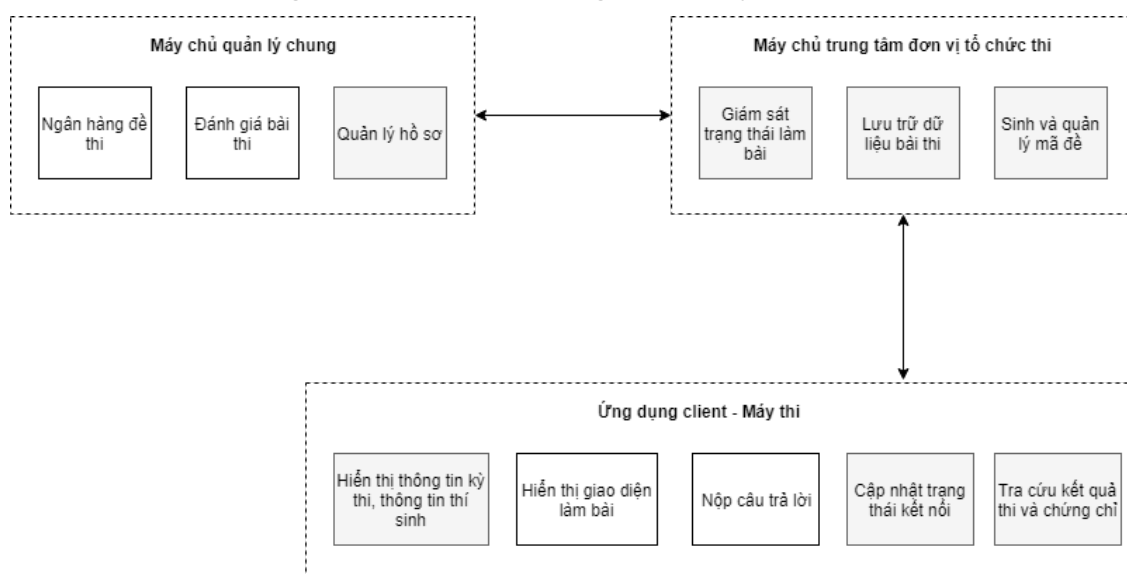 Máy chủ quản lý chung
Ngân hàng đề
thi
Đánh giá bài
thi
Quản lý hồ sơ
Máy chủ trung tâm đơn vị tổ chức thi
Giám sát
trạng thái làm
bài
Lưu trữ dữ
liệu bài thi
Sinh và quản
lý mã đề
Ứng dụng client - Máy thi
Hiển thị thông tin kỳ
thi, thông tin thí
sinh
Hiển thị giao diện
làm bài
Nộp câu trả lời
Cập nhật trạng
thái kết nối
Tra cứu kết quả
thi và chứng chỉ